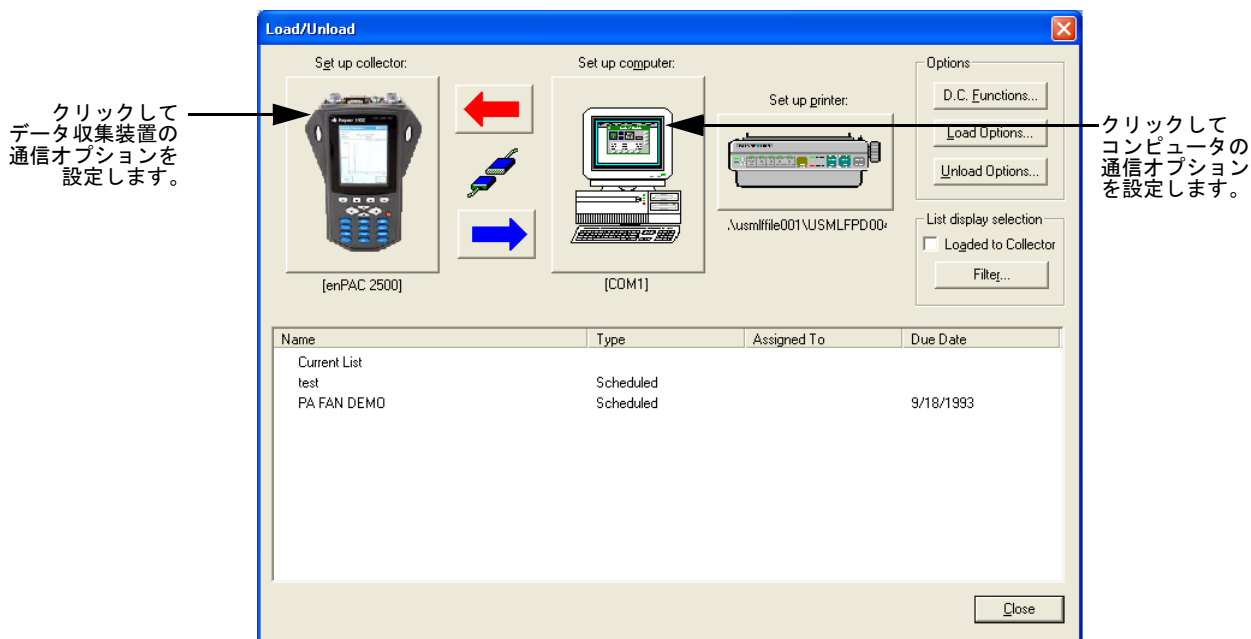 Load/Unload
Set up collector:
Set up computer:
Set up printer:
Options
D.C. Functions...
Load Options...
Unload Options...
クリックして
データ収集装置の
通信オプションを
設定します。
クリックして
コンピュータの
通信オプション
を設定します。
[enPAC 2500]
[COM1]
.\usmlffile001\USMLFPD00
List display selection
Loaded to Collector
Filter...
Name Type Assigned To Due Date
Current List
test Scheduled
PA FAN DEMO Scheduled 9/18/1993
Close